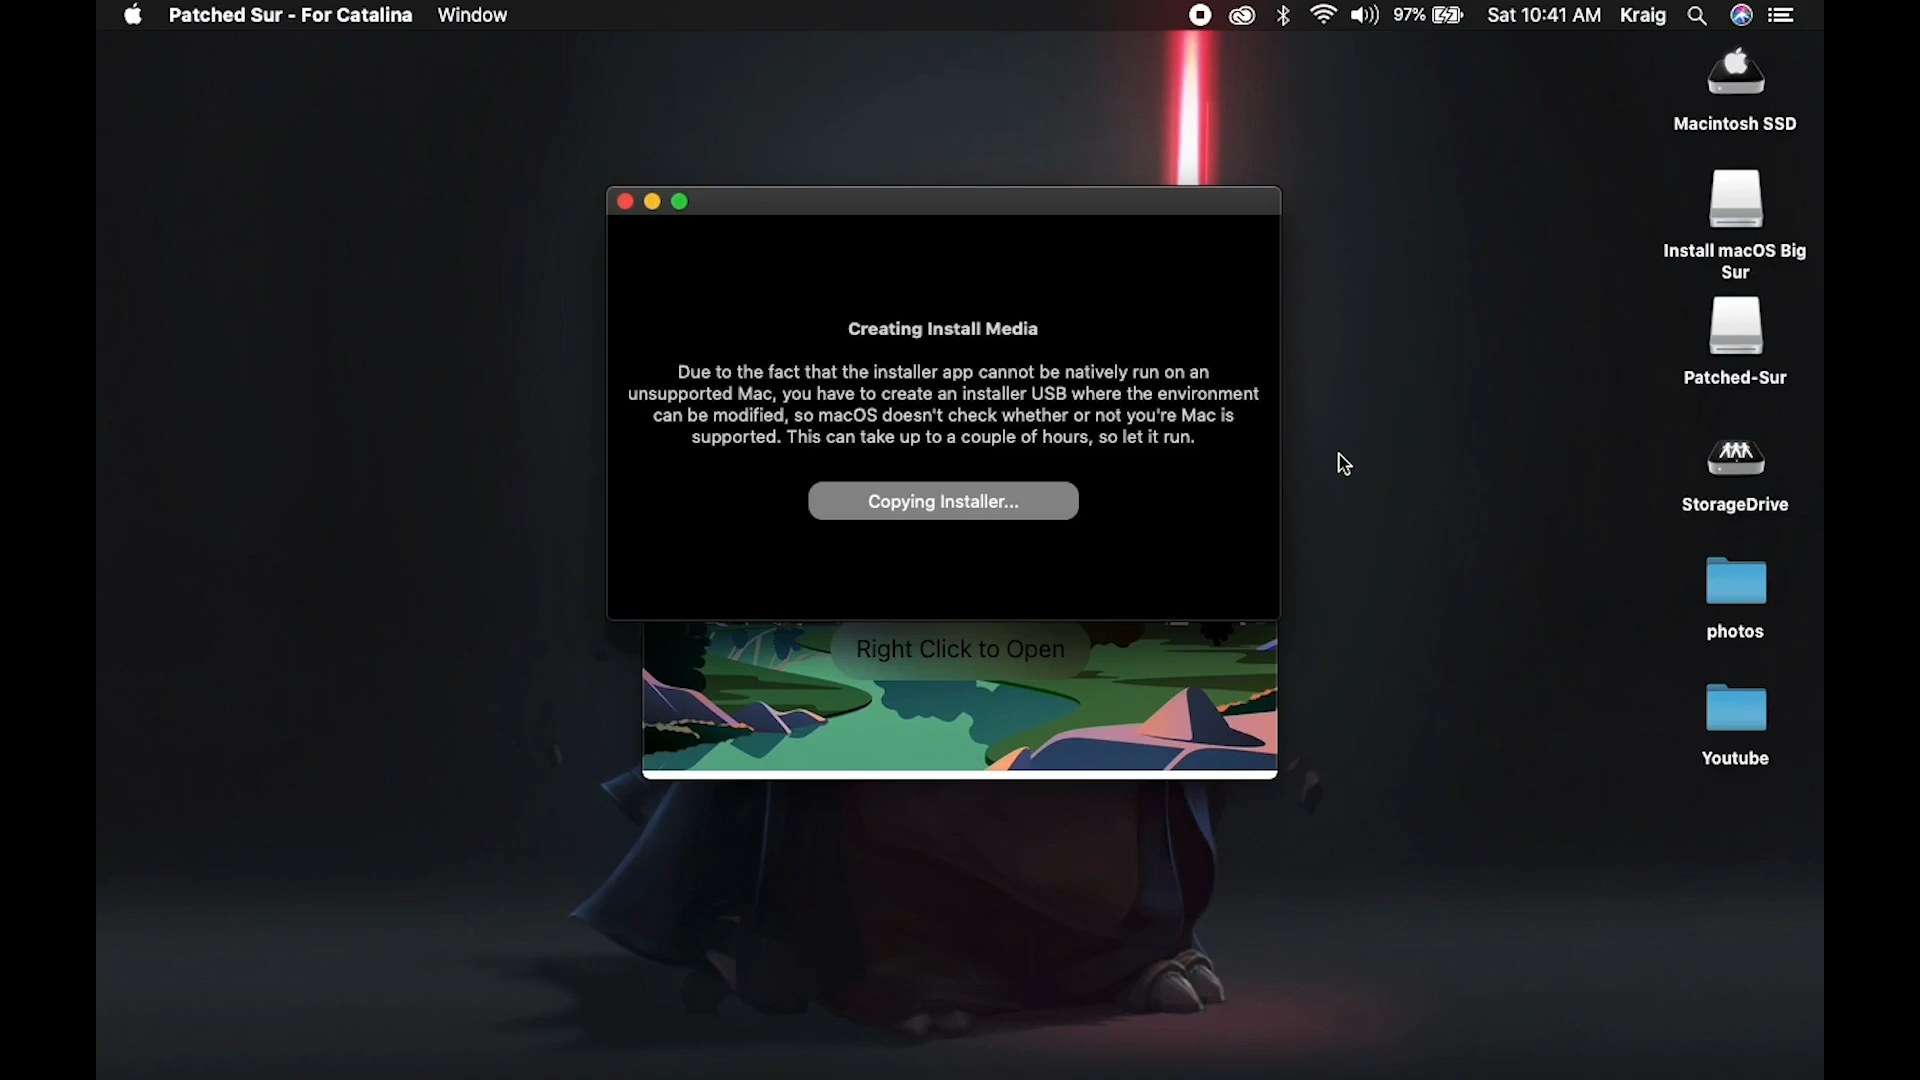 Patched Sur - For Catalina Window 97% Sat 10:41 AM Kraig
Macintosh SSD
Install macOS Big
Sur
Patched-Sur
StorageDrive
photos
Youtube
Creating Install Media
Due to the fact that the installer app cannot be natively run on an
unsupported Mac, you have to create an installer USB where the environment
can be modified, so macOS doesn't check whether or not you're Mac is
supported. This can take up to a couple of hours, so let it run.
Copying Installer...
Right Click to Open